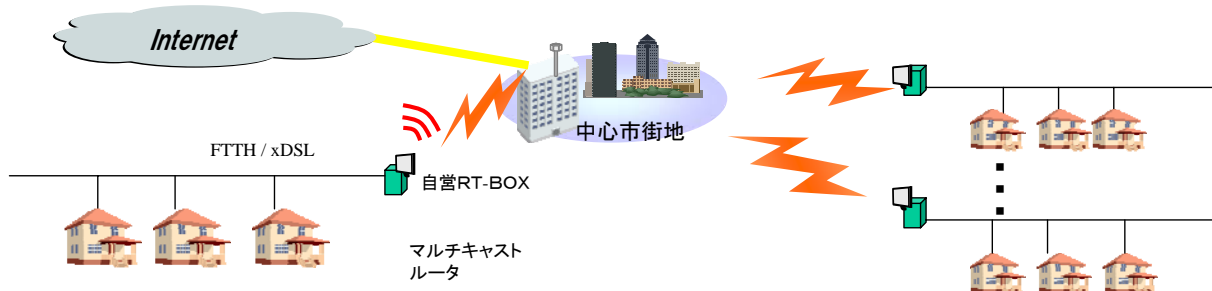 Internet
中心市街地
FTTH / xDSL
自営RT-BOX
マルチキャスト
ルータ